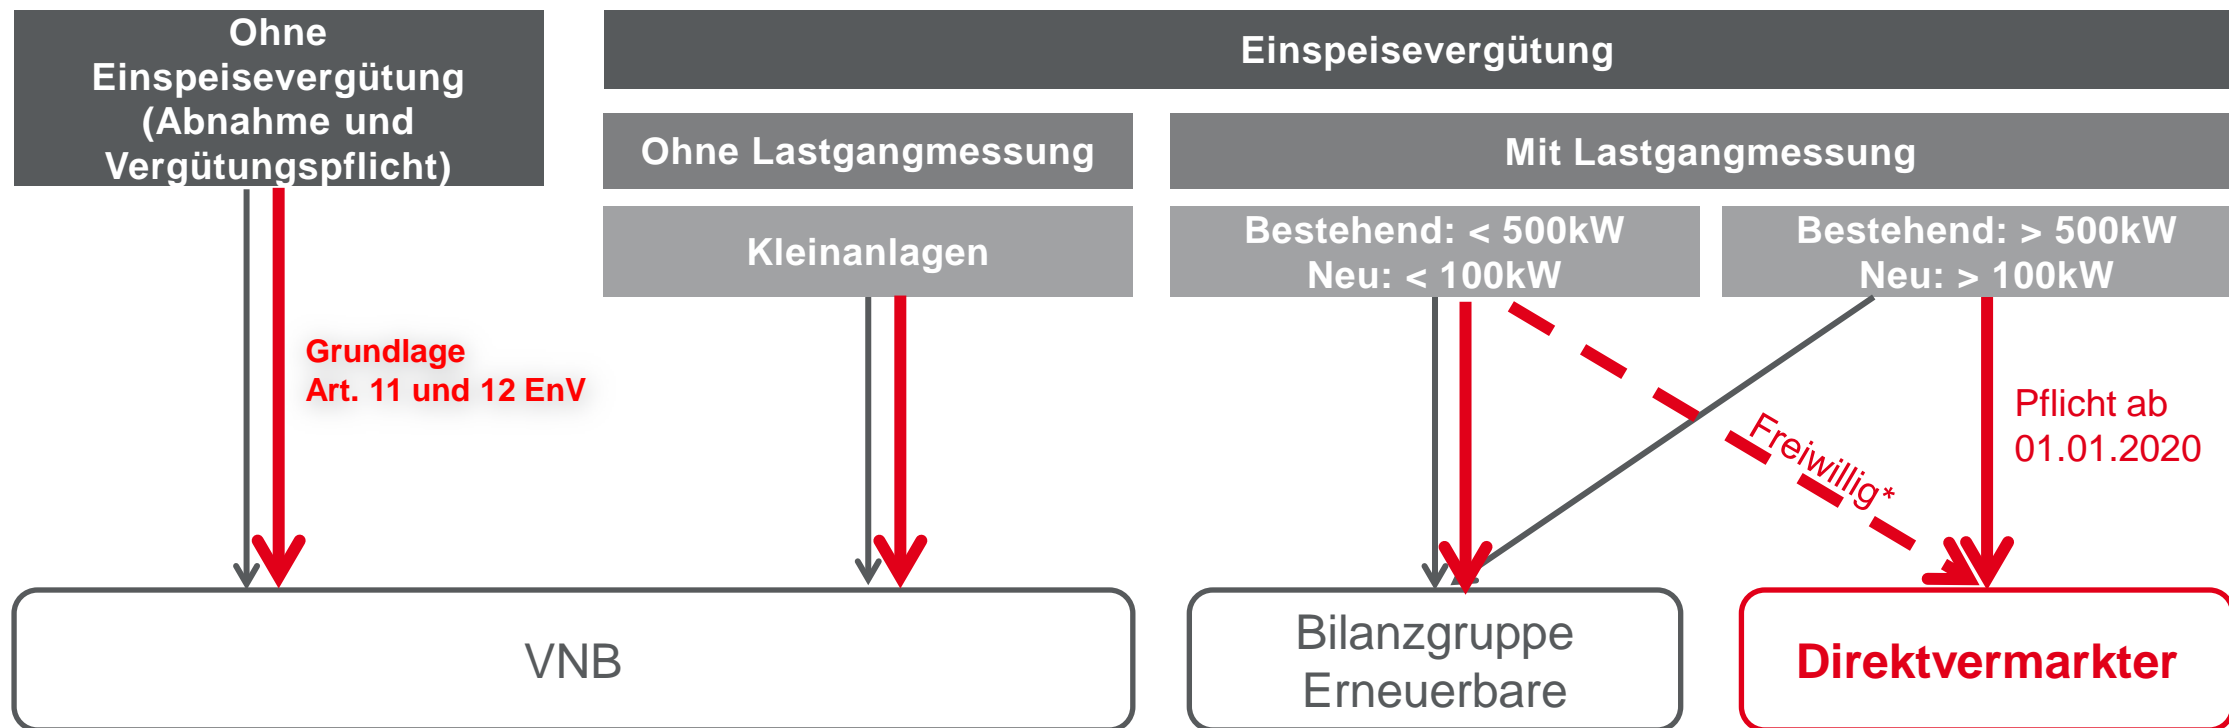 Ohne
Einspeisevergütung
(Abnahme und
Vergütungspflicht)
Einspeisevergütung
Ohne Lastgangmessung
Mit Lastgangmessung
Kleinanlagen
Bestehend: < 500kW
Neu: < 100kW
Bestehend: > 500kW
Neu: > 100kW
Grundlage
Art. 11 und 12 EnV
Freiwillig*
Pflicht ab
01.01.2020
VNB
Bilanzgruppe
Erneuerbare
Direktvermarkter